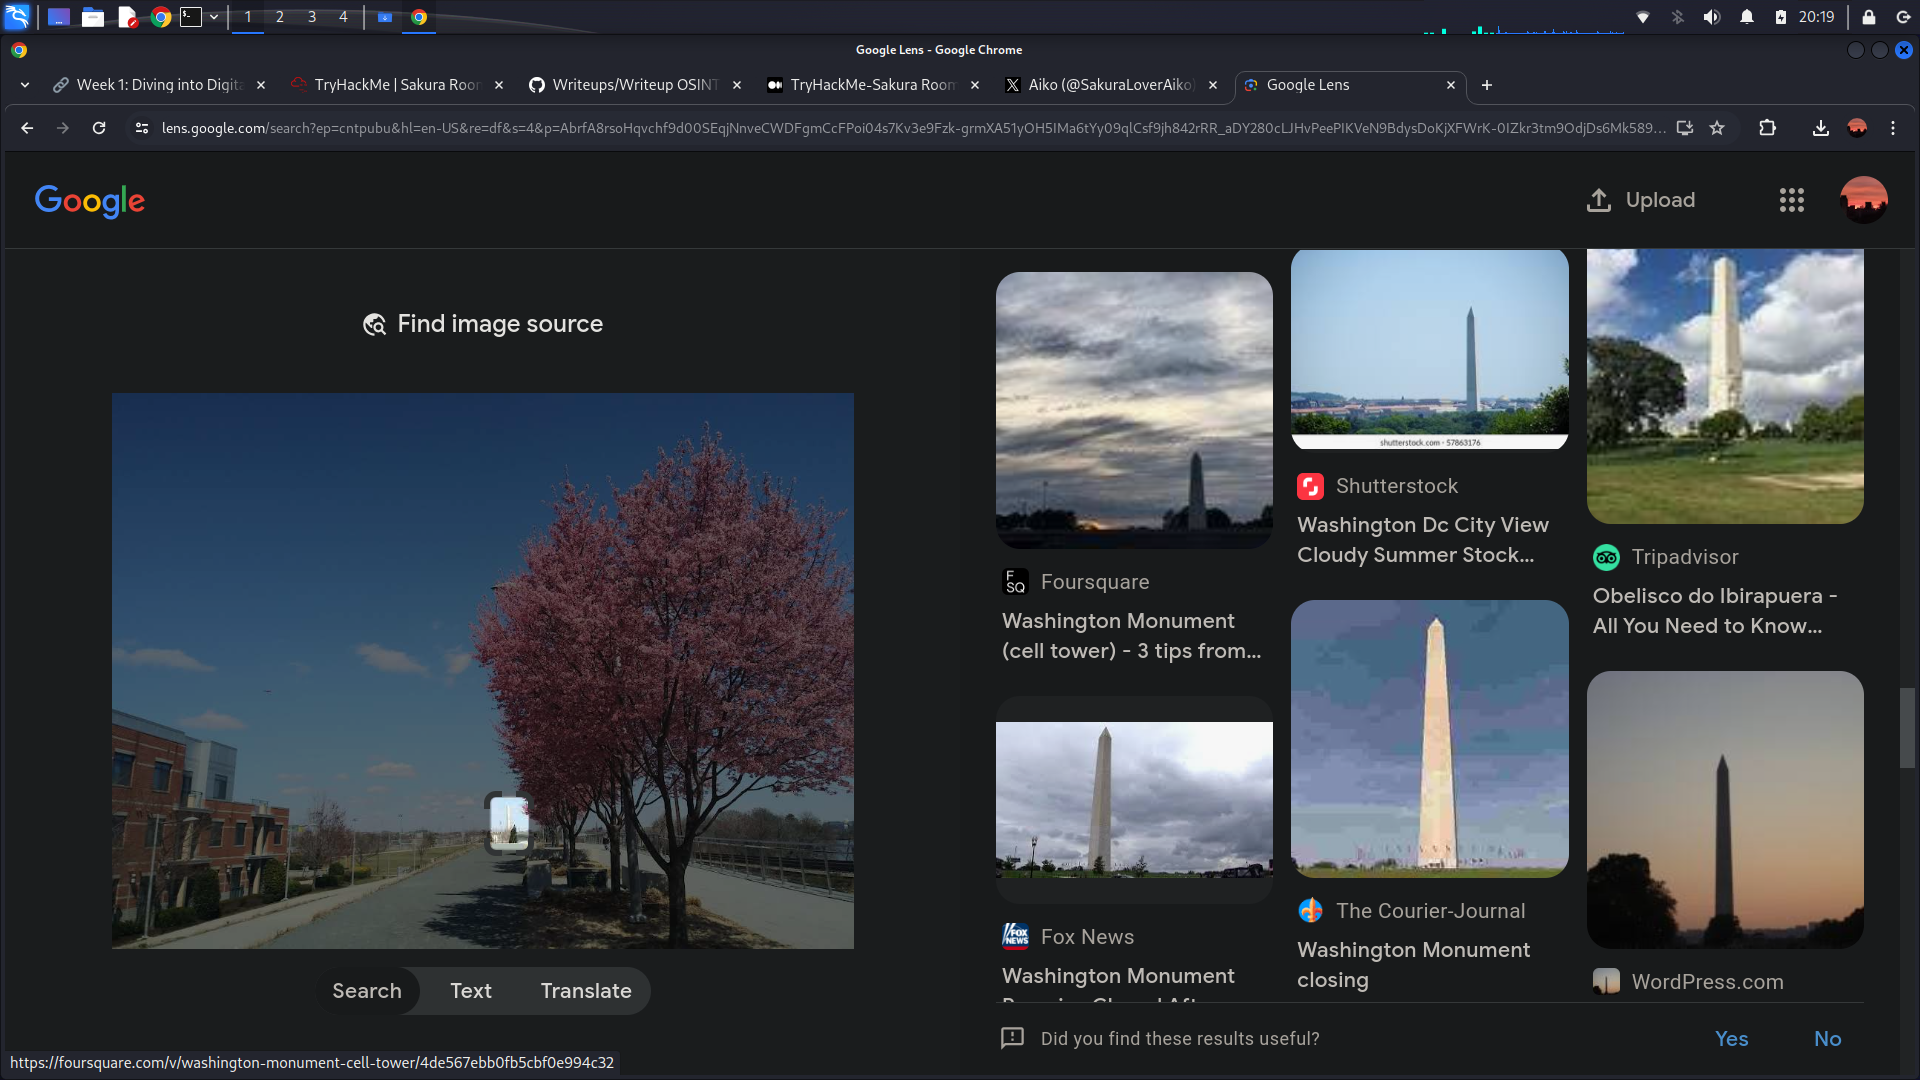 1 2 3 4
20:19
Google Lens - Google Chrome
Week 1: Diving into Digita
TryHackMe | Sakura Room
Writeups/Writeup OSINT
TryHackMe-Sakura Room
Aiko (@SakuraLoverAiko)
Google Lens
lens.google.com/search?ep=cntpubu&hl=en-US&re=df&s=4&p=AbrfA8rsoHqvchf9d00SEqjNnveCWDFgmCcFPoi04s7Kv3e9Fzk-grmXA51yOH5IMa6tYy09qlCsf9jh842rRR_aDY280cLJHvPeePIKVeN9BdysDoKjXFWrK-0IZkr3tm9OdjDs6Mk589...
Google
Upload
Find image source
Search
Text
Translate
shutterstock.com - 57863176
Foursquare
Washington Monument
(cell tower) - 3 tips from...
FOX NEWS
Fox News
Washington Monument
Shutterstock
Washington Dc City View
Cloudy Summer Stock...
The Courier-Journal
Washington Monument
closing
Tripadvisor
Obelisco do Ibirapuera -
All You Need to Know...
WordPress.com
Did you find these results useful?
Yes
No
https://foursquare.com/v/washington-monument-cell-tower/4de567ebb0fb5cbf0e994c32